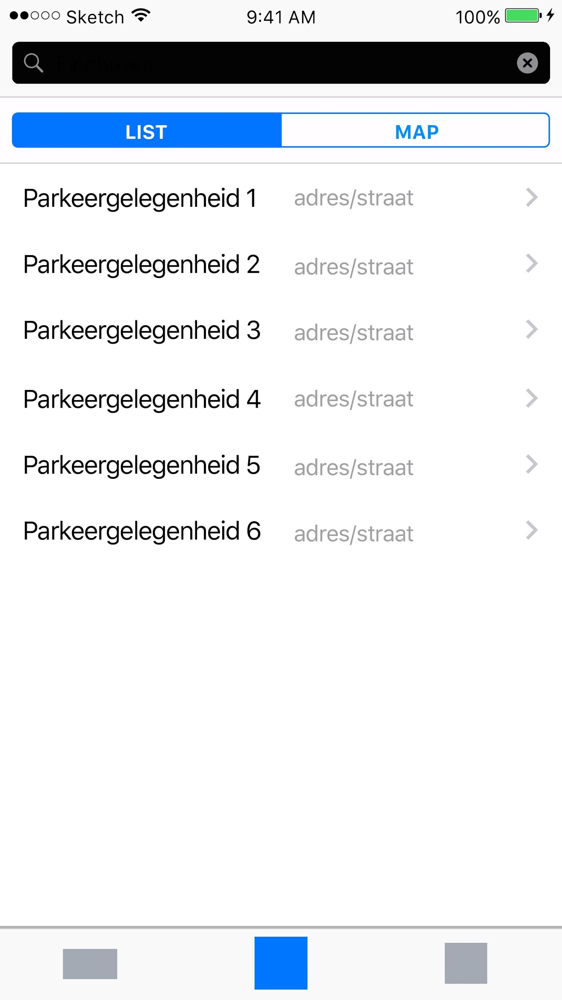 Sketch 9:41 AM 100%
Eindhoven
LIST MAP
Parkeergelegenheid 1 adres/straat
Parkeergelegenheid 2 adres/straat
Parkeergelegenheid 3 adres/straat
Parkeergelegenheid 4 adres/straat
Parkeergelegenheid 5 adres/straat
Parkeergelegenheid 6 adres/straat